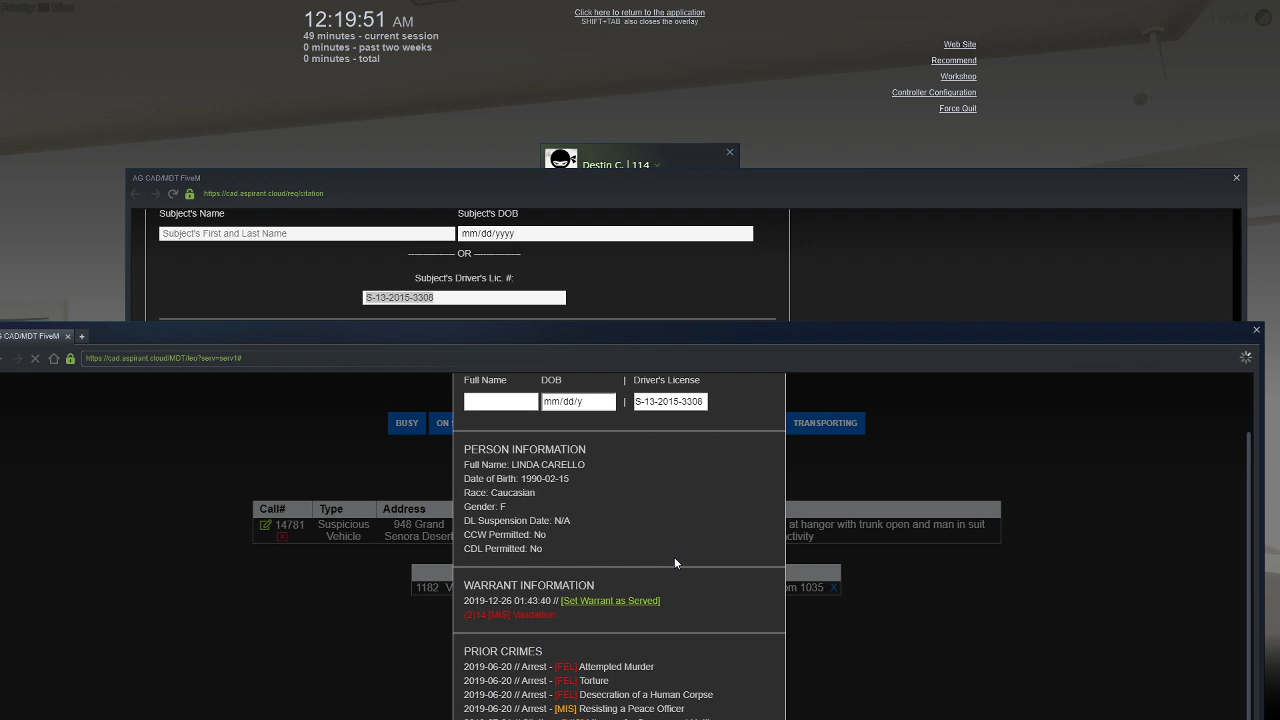 12:19:51 AM
49 minutes - current session
0 minutes - past two weeks
0 minutes - total
Click here to return to the application
SHIFT+TAB also closes the overlay
FiveM
Web Site
Recommend
Workshop
Controller Configuration
Force Quit
Destin C. | 114
AG CAD/MDT FiveM
https://cad.aspirant.cloud/req/citation
Subject's Name Subject's DOB
Subject's First and Last Name mm/dd/yyyy
--------------- OR ---------------
Subject's Driver's Lic. #:
S-13-2015-3308
G CAD/MDT FiveM
https://cad.aspirant.cloud/MDT/leo?serv=serv1#
Full Name DOB | Driver's License
mm/dd/y | S-13-2015-3308
BUSY ON TRANSPORTING
PERSON INFORMATION
Full Name: LINDA CARELLO
Date of Birth: 1990-02-15
Race: Caucasian
Gender: F
DL Suspension Date: N/A
CCW Permitted: No
CDL Permitted: No
Call# Type Address
14781 Suspicious Vehicle 948 Grand Senora Desert
at hanger with trunk open and man in suit
activity
1182 Ve om 1035 X
WARRANT INFORMATION
2019-12-26 01:43:40 // [Set Warrant as Served]
(2)14 [MIS] Vandalism
PRIOR CRIMES
2019-06-20 // Arrest - [FEL] Attempted Murder
2019-06-20 // Arrest - [FEL] Torture
2019-06-20 // Arrest - [FEL] Desecration of a Human Corpse
2019-06-20 // Arrest - [MIS] Resisting a Peace Officer